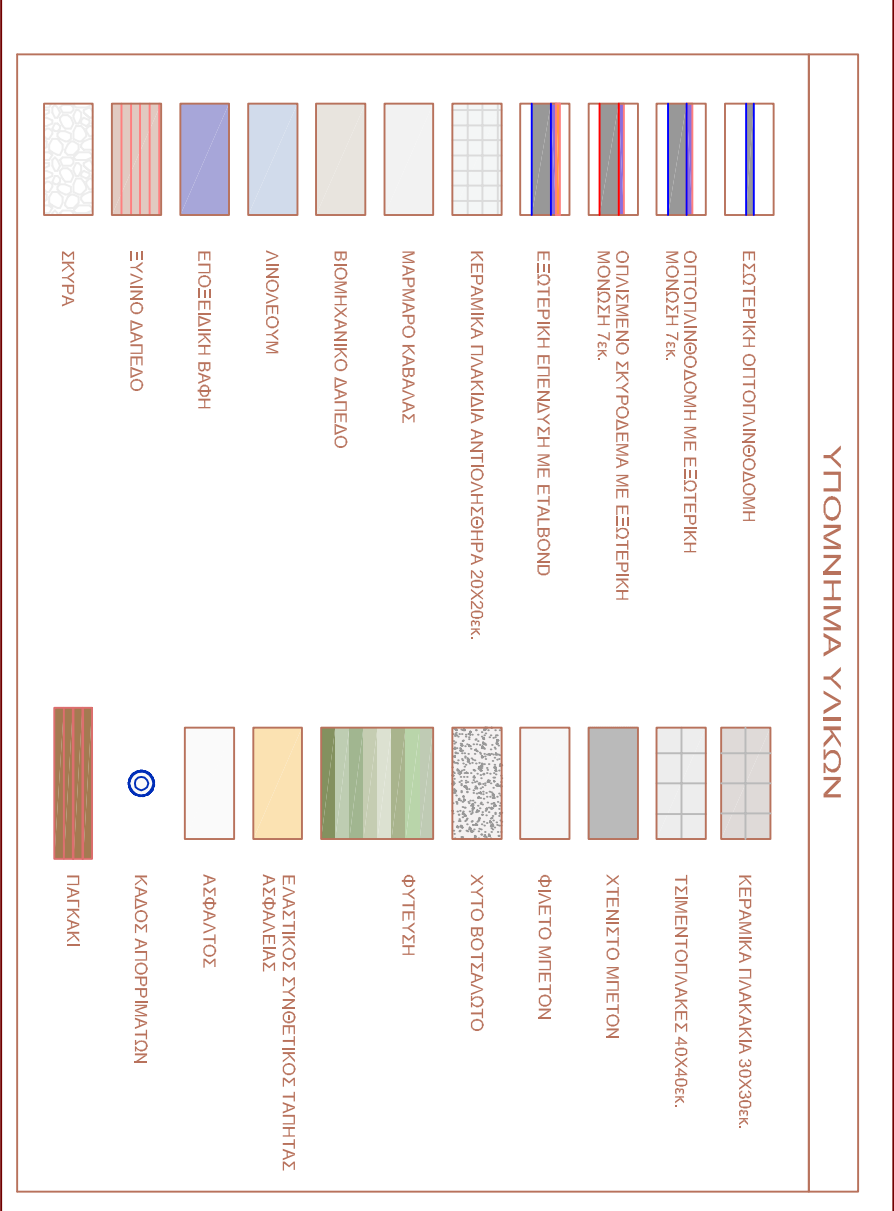 ΥΠΟΜΝΗΜΑ ΥΛΙΚΩΝ
ΕΣΩΤΕΡΙΚΗ ΟΠΤΟΠΛΙΝΘΟΔΟΜΗ
ΟΠΤΟΠΛΙΝΘΟΔΟΜΗ ΜΕ ΕΞΩΤΕΡΙΚΗ
ΜΟΝΩΣΗ 7εκ.
ΟΠΛΙΣΜΕΝΟ ΣΚΥΡΟΔΕΜΑ ΜΕ ΕΞΩΤΕΡΙΚΗ
ΜΟΝΩΣΗ 7εκ.
ΕΞΩΤΕΡΙΚΗ ΕΠΕΝΔΥΣΗ ΜΕ ETALBOND
ΚΕΡΑΜΙΚΑ ΠΛΑΚΙΔΙΑ ΑΝΤΙΟΛΗΣΘΗΡΑ 20Χ20εκ.
ΜΑΡΜΑΡΟ ΚΑΒΑΛΑΣ
ΒΙΟΜΗΧΑΝΙΚΟ ΔΑΠΕΔΟ
ΛΙΝΟΛΕΟΥΜ
ΕΠΟΞΕΙΔΙΚΗ ΒΑΦΗ
ΞΥΛΙΝΟ ΔΑΠΕΔΟ
ΣΚΥΡΑ
ΚΕΡΑΜΙΚΑ ΠΛΑΚΑΚΙΑ 30Χ30εκ.
ΤΣΙΜΕΝΤΟΠΛΑΚΕΣ 40Χ40εκ.
ΧΤΕΝΙΣΤΟ ΜΠΕΤΟΝ
ΦΙΛΕΤΟ ΜΠΕΤΟΝ
ΧΥΤΟ ΒΟΤΣΑΛΩΤΟ
ΦΥΤΕΥΣΗ
ΕΛΑΣΤΙΚΟΣ ΣΥΝΘΕΤΙΚΟΣ ΤΑΠΗΤΑΣ
ΑΣΦΑΛΕΙΑΣ
ΑΣΦΑΛΤΟΣ
ΚΑΔΟΣ ΑΠΟΡΡΙΜΑΤΩΝ
ΠΑΓΚΑΚΙ